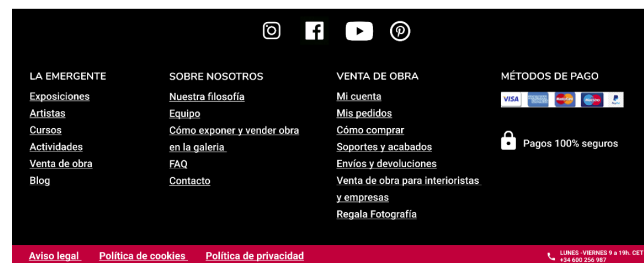 LA EMERGENTE
Exposiciones
Artistas
Cursos
Actividades
Venta de obra
Blog
SOBRE NOSOTROS
Nuestra filosofía
Equipo
Cómo exponer y vender obra
en la galeria
FAQ
Contacto
VENTA DE OBRA
Mi cuenta
Mis pedidos
Cómo comprar
Soportes y acabados
Envíos y devoluciones
Venta de obra para interioristas
y empresas
Regala Fotografía
MÉTODOS DE PAGO
VISA
Pagos 100% seguros
Aviso legal Política de cookies Política de privacidad
LUNES -VIERNES 9 a 19h. CET
+34 600 256 987